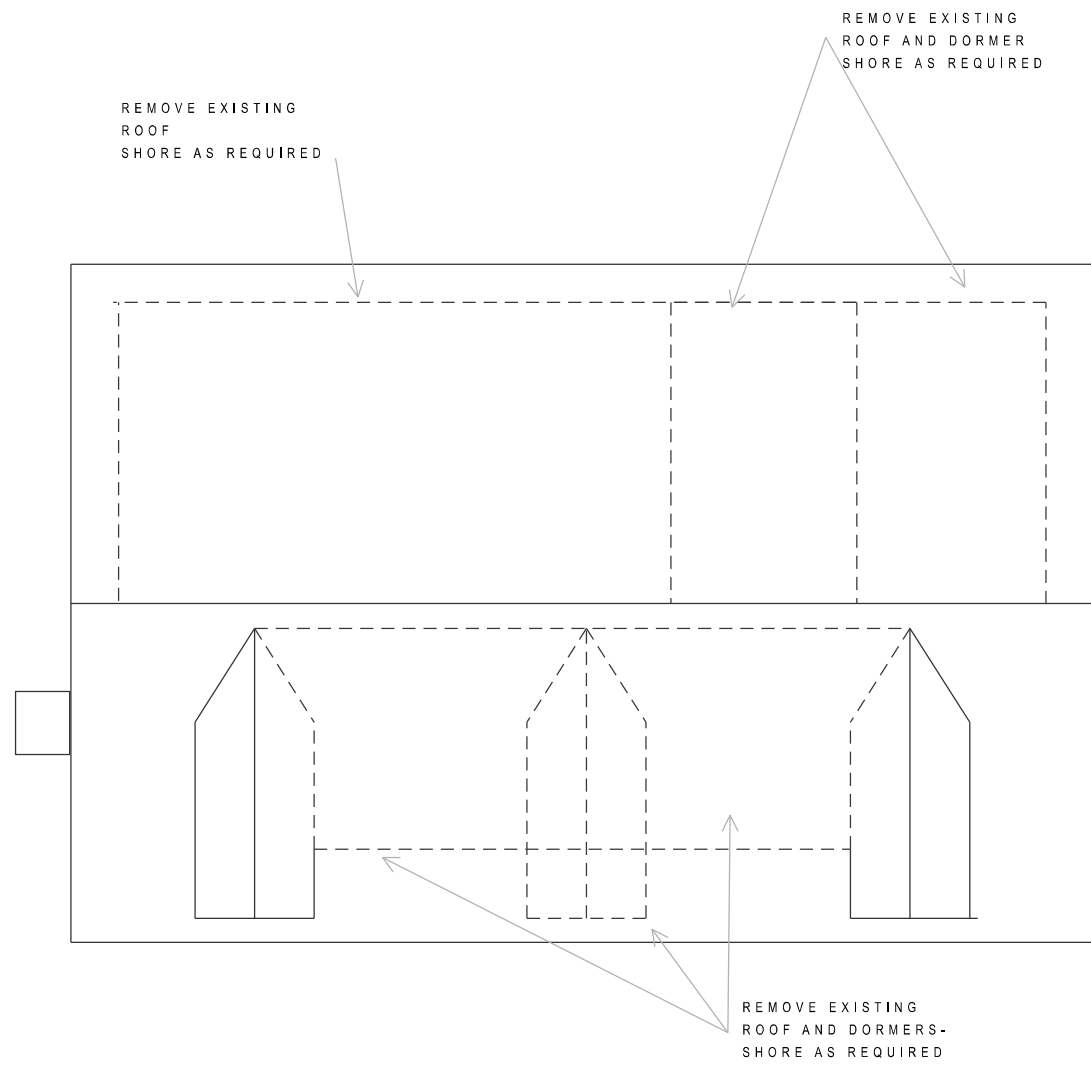 REMOVE EXISTING
ROOF AND DORMER
SHORE AS REQUIRED
REMOVE EXISTING
ROOF
SHORE AS REQUIRED
REMOVE EXISTING
ROOF AND DORMERS-
SHORE AS REQUIRED